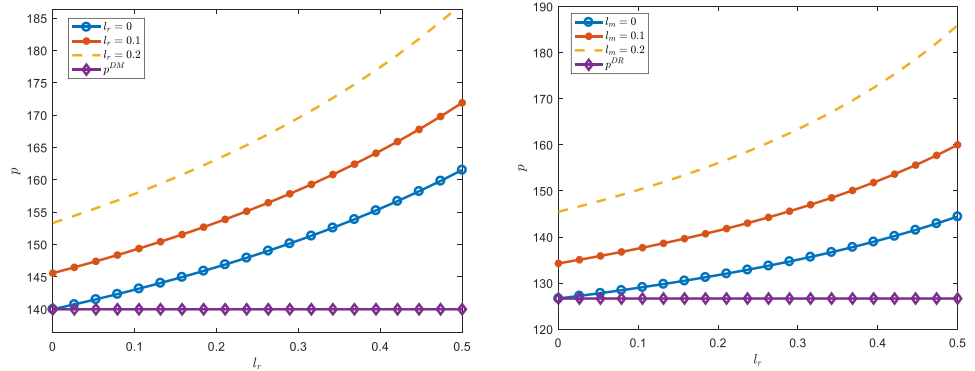 185
180
175
170
165
160
155
150
145
140
p
0
0.1
0.2
0.3
0.4
0.5
l_r
l_r = 0
l_r = 0.1
l_r = 0.2
p^{DM}
190
180
170
160
150
140
130
120
p
0
0.1
0.2
0.3
0.4
0.5
l_r
l_m = 0
l_m = 0.1
l_m = 0.2
p^{DR}